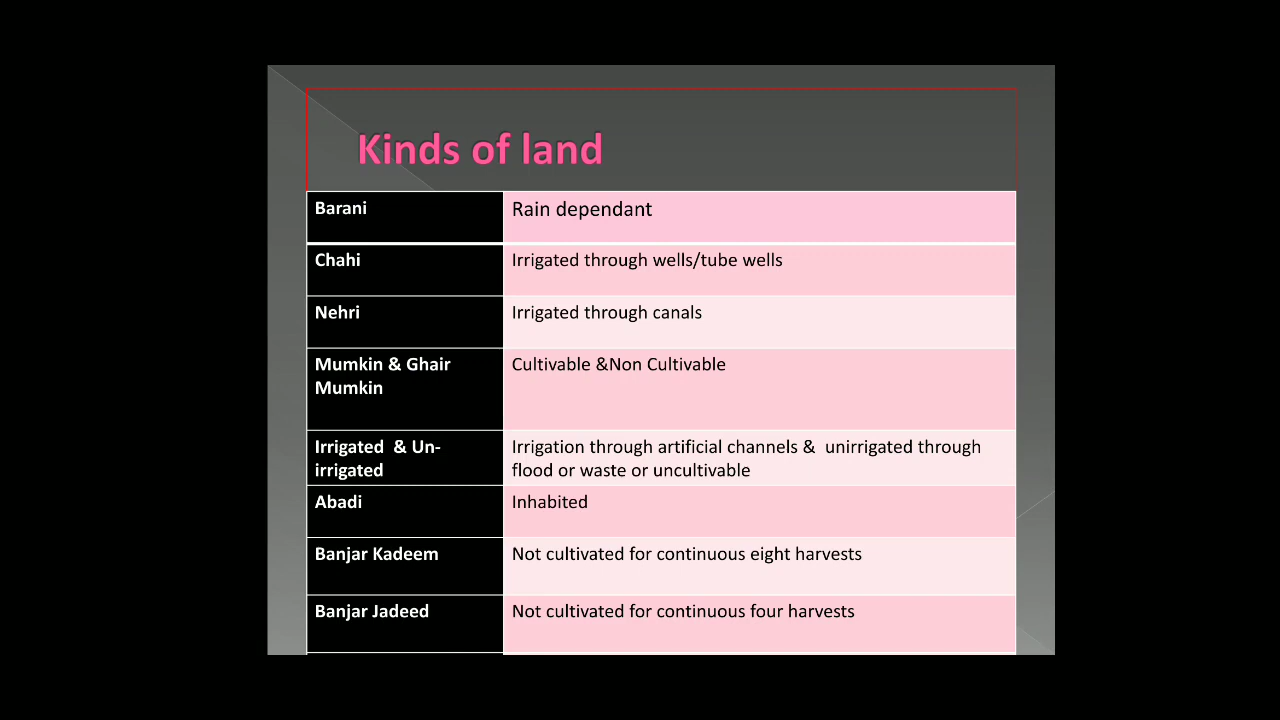 Kinds of land
Barani Rain dependant
Chahi Irrigated through wells/tube wells
Nehri Irrigated through canals
Mumkin & Ghair Cultivable &Non Cultivable
Mumkin
Irrigated & Un- Irrigation through artificial channels & unirrigated through
irrigated flood or waste or uncultivable
Abadi Inhabited
Banjar Kadeem Not cultivated for continuous eight harvests
Banjar Jadeed Not cultivated for continuous four harvests